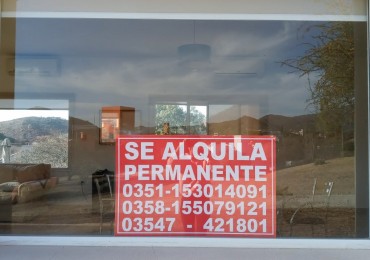 SE ALQUILA
PERMANENTE
0351-153014091
0358-155079121
03547 - 421801